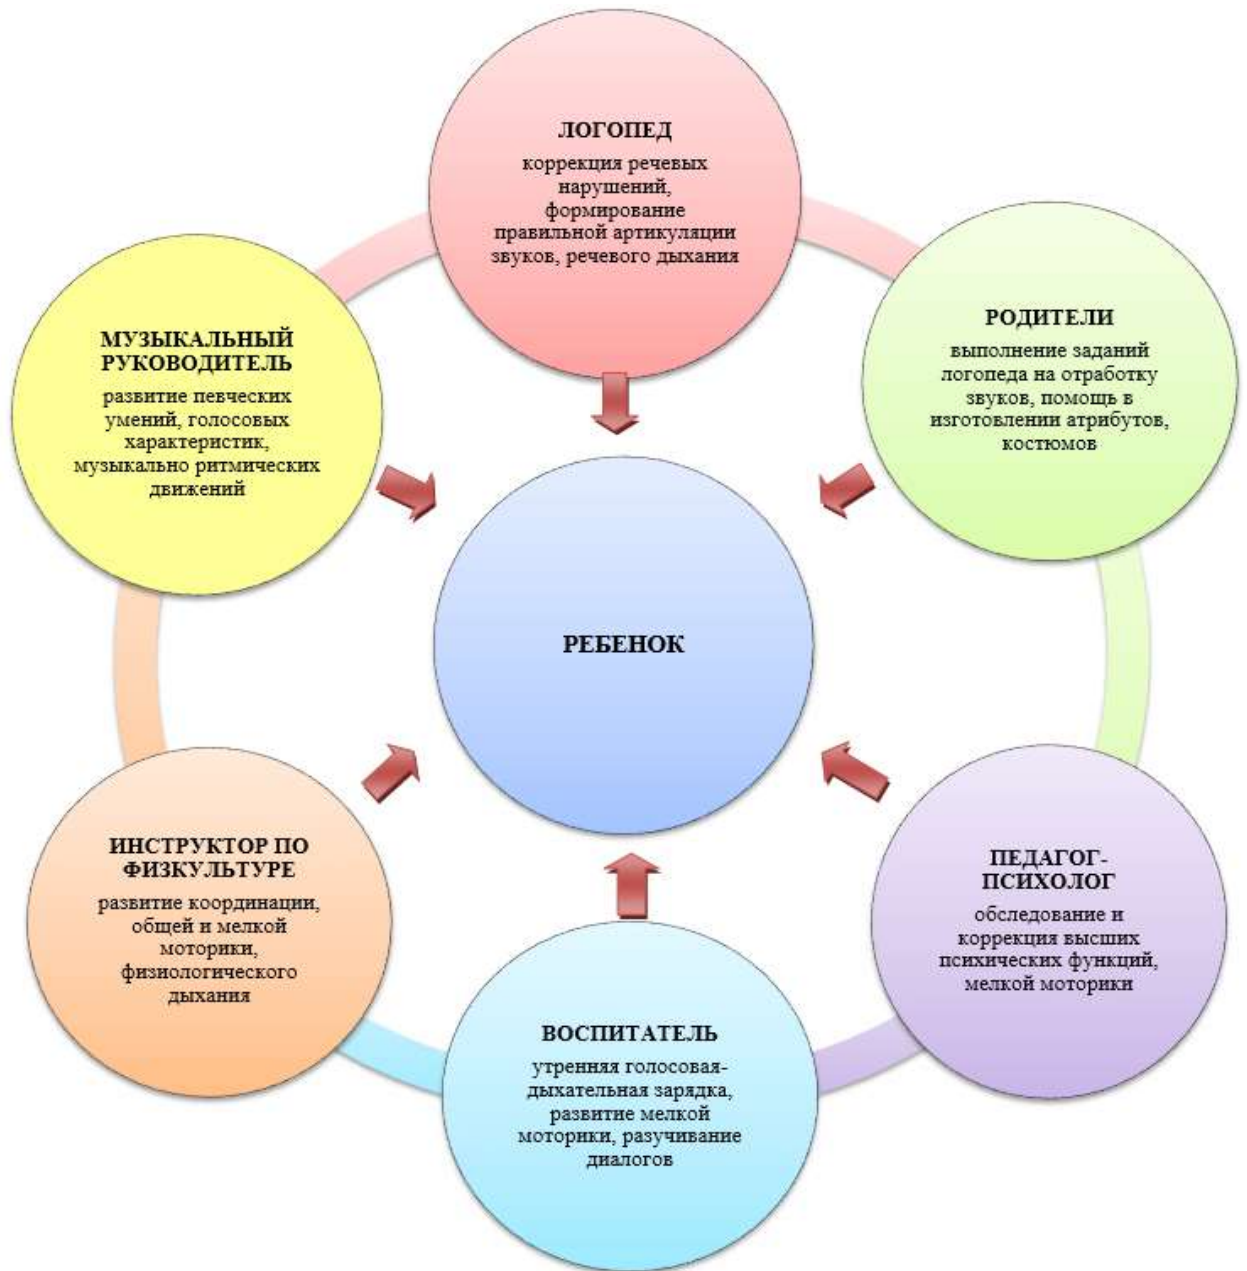 ЛОГОПЕД
коррекция речевых
нарушений,
формирование
правильной артикуляции
звуков, речевого дыхания
РОДИТЕЛИ
выполнение заданий
логопеда на отработку
звуков, помощь в
изготовлении атрибутов,
костюмов
МУЗЫКАЛЬНЫЙ
РУКОВОДИТЕЛЬ
развитие певческих
умений, голосовых
характеристик,
музыкально ритмических
движений
РЕБЕНОК
ИНСТРУКТОР ПО
ФИЗКУЛЬТУРЕ
развитие координации,
общей и мелкой
моторики,
физиологического
дыхания
ПЕДАГОГ-
ПСИХОЛОГ
обследование и
коррекция высших
психических функций,
мелкой моторики
ВОСПИТАТЕЛЬ
утренняя голосовая-
дыхательная зарядка,
развитие мелкой
моторики, разучивание
диалогов